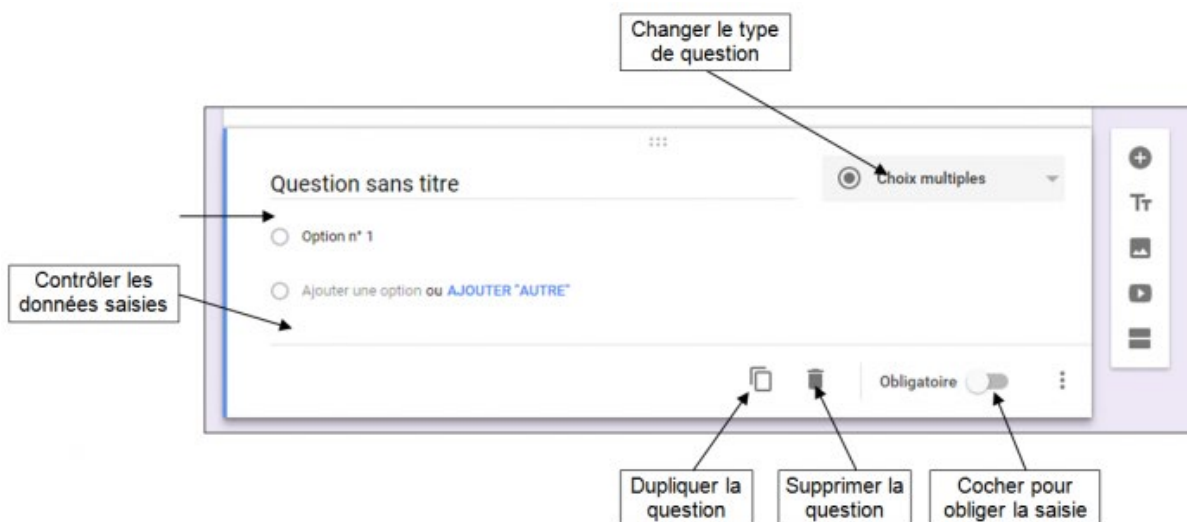 Changer le type
de question
Question sans titre
Choix multiples
Option n° 1
Contrôler les
données saisies
Ajouter une option ou AJOUTER "AUTRE"
Obligatoire
Dupliquer la
question
Supprimer la
question
Cocher pour
obliger la saisie